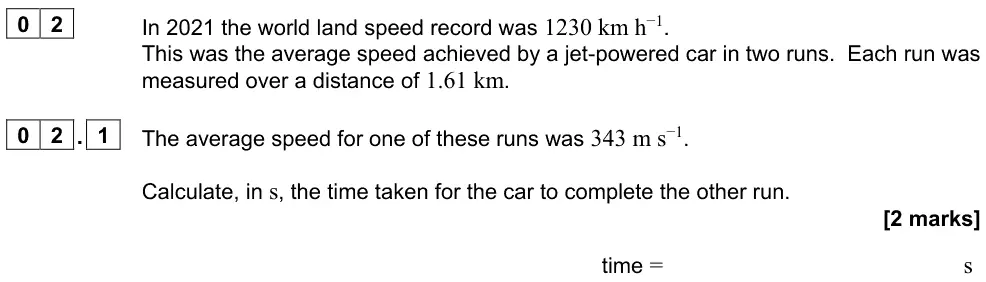 0 2 In 2021 the world land speed record was 1230 km h⁻¹.
This was the average speed achieved by a jet-powered car in two runs. Each run was
measured over a distance of 1.61 km.
0 2 . 1 The average speed for one of these runs was 343 m s⁻¹.
Calculate, in s, the time taken for the car to complete the other run.
[2 marks]
time = s